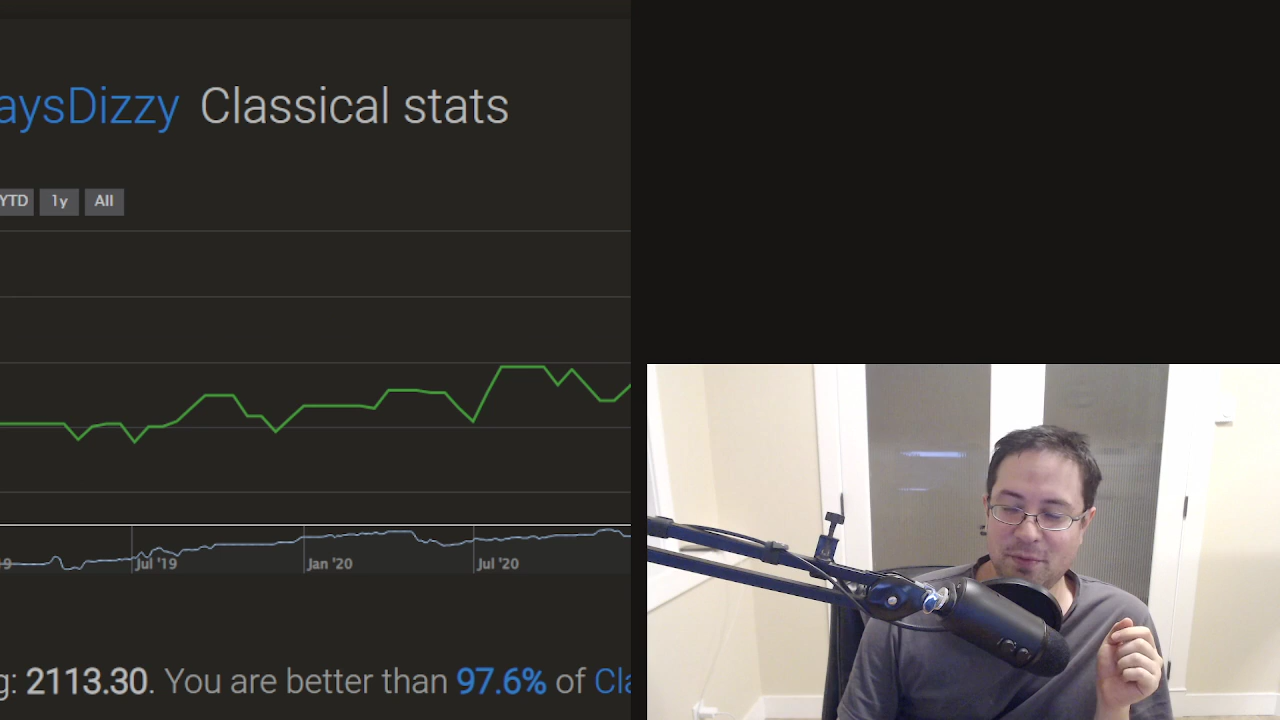 aysDizzy Classical stats
YTD 1y All
9 Jul '19 Jan '20 Jul '20
g: 2113.30. You are better than 97.6% of Cla